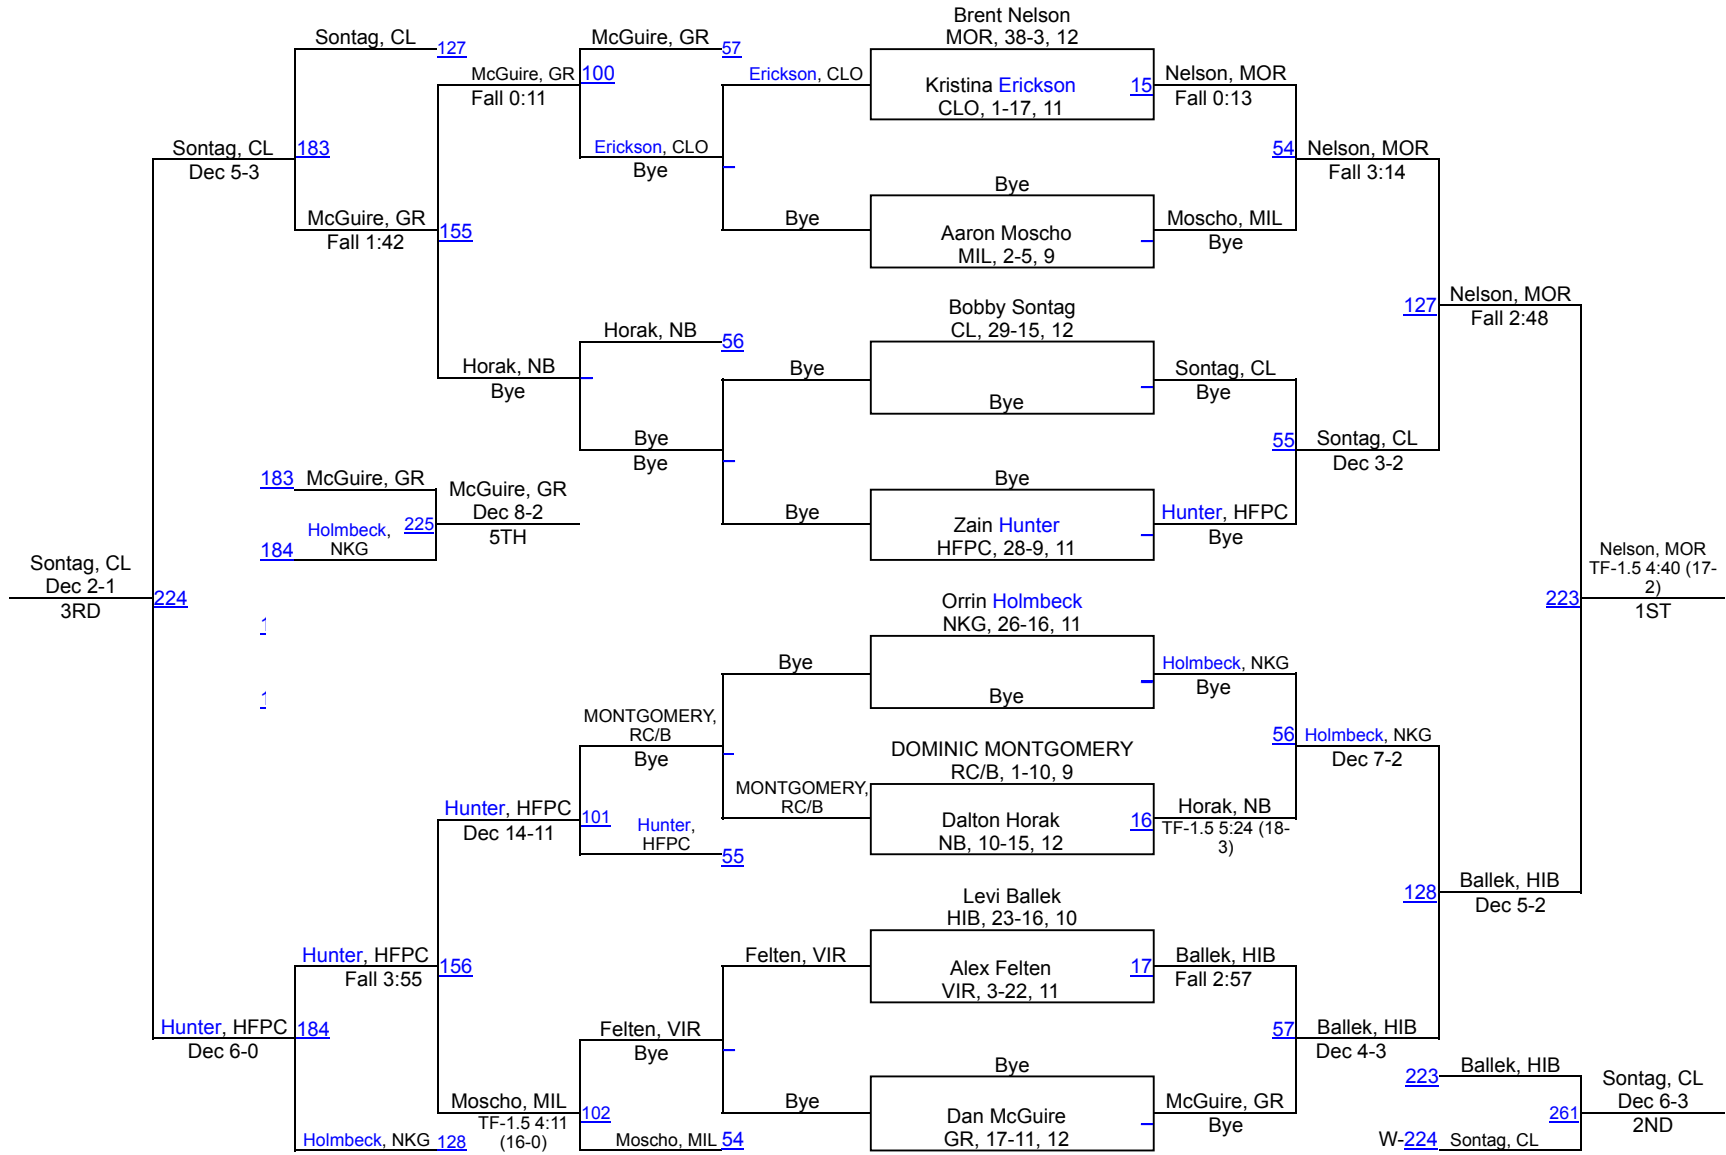 Brent Nelson
MOR, 38-3, 12
Sontag, CL
127
McGuire, GR
57
McGuire, GR
100
Fall 0:11
Erickson, CLO
Kristina Erickson
CLO, 1-17, 11
15
Nelson, MOR
Fall 0:13
Sontag, CL
183
Dec 5-3
Erickson, CLO
Bye
54
Nelson, MOR
Fall 3:14
Bye
McGuire, GR
155
Fall 1:42
Bye
Aaron Moscho
MIL, 2-5, 9
Moscho, MIL
Bye
Bobby Sontag
CL, 29-15, 12
127
Nelson, MOR
Fall 2:48
Horak, NB
56
Horak, NB
Bye
Bye
Bye
Sontag, CL
Bye
Bye
Bye
55
Sontag, CL
Dec 3-2
183
McGuire, GR
McGuire, GR
Dec 8-2
5TH
225
Holmbeck,
NKG
184
Bye
Bye
Zain Hunter
HFPC, 28-9, 11
Hunter, HFPC
Bye
Sontag, CL
Dec 2-1
3RD
224
Nelson, MOR
TF-1.5 4:40 (17-
2)
1ST
223
Orrin Holmbeck
NKG, 26-16, 11
Bye
Bye
Holmbeck, NKG
Bye
MONTGOMERY,
RC/B
Bye
56
Holmbeck, NKG
Dec 7-2
DOMINIC MONTGOMERY
RC/B, 1-10, 9
MONTGOMERY,
RC/B
Dalton Horak
NB, 10-15, 12
16
Horak, NB
TF-1.5 5:24 (18-
3)
Hunter, HFPC
101
Dec 14-11
Hunter,
HFPC
55
Levi Ballek
HIB, 23-16, 10
128
Ballek, HIB
Dec 5-2
Hunter, HFPC
156
Fall 3:55
Felten, VIR
Alex Felten
VIR, 3-22, 11
17
Ballek, HIB
Fall 2:57
Hunter, HFPC
184
Dec 6-0
Felten, VIR
Bye
57
Ballek, HIB
Dec 4-3
Bye
Bye
Dan McGuire
GR, 17-11, 12
McGuire, GR
Bye
Moscho, MIL
102
TF-1.5 4:11
(16-0)
Holmbeck, NKG
128
Moscho, MIL
54
223
Ballek, HIB
Sontag, CL
Dec 6-3
2ND
261
W-224
Sontag, CL